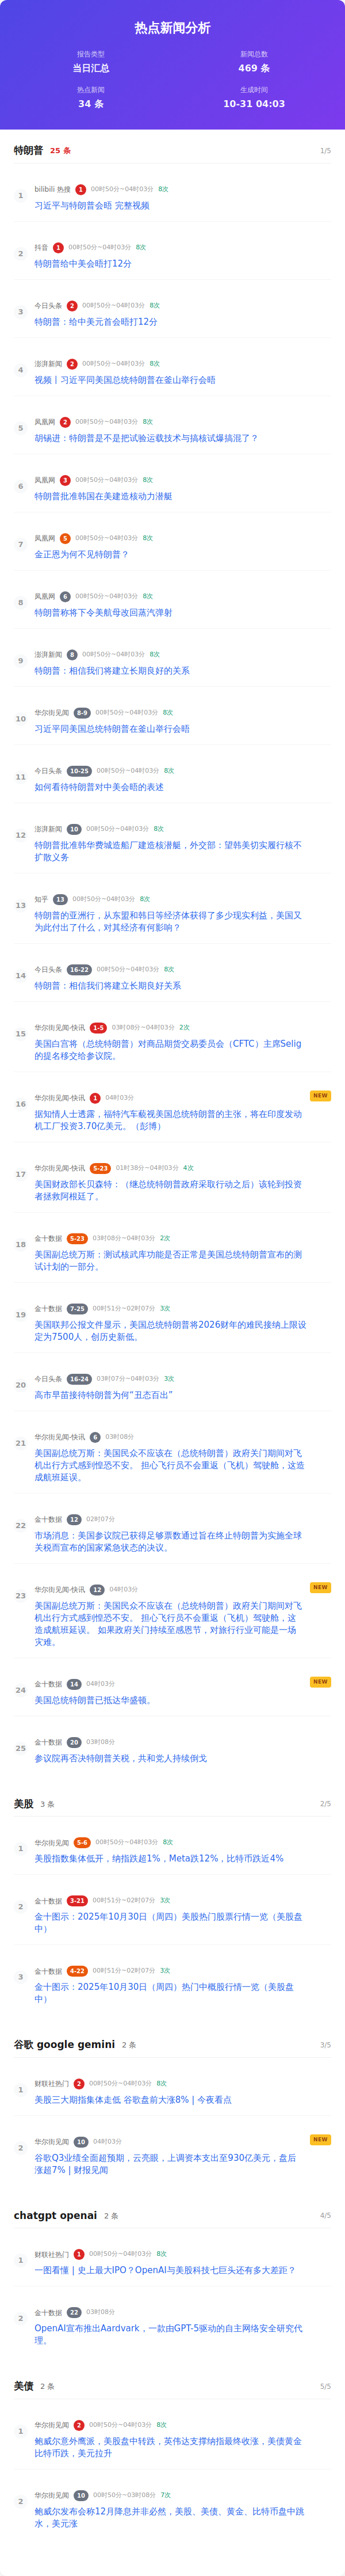 热点新闻分析
报告类型 新闻总数
当日汇总 469 条
热点新闻 生成时间
34 条 10-31 04:03
特朗普 25 条 1/5
1 bilibili 热搜 1 00时50分~04时03分 8次
习近平与特朗普会晤 完整视频
2 抖音 1 00时50分~04时03分 8次
特朗普给中美会晤打12分
3 今日头条 2 00时50分~04时03分 8次
特朗普：给中美元首会晤打12分
4 澎湃新闻 2 00时50分~04时03分 8次
视频丨习近平同美国总统特朗普在釜山举行会晤
5 凤凰网 2 00时50分~04时03分 8次
胡锡进：特朗普是不是把试验运载技术与搞核试爆搞混了？
6 凤凰网 3 00时50分~04时03分 8次
特朗普批准韩国在美建造核动力潜艇
7 凤凰网 5 00时50分~04时03分 8次
金正恩为何不见特朗普？
8 凤凰网 6 00时50分~04时03分 8次
特朗普称将下令美航母改回蒸汽弹射
9 澎湃新闻 8 00时50分~04时03分 8次
特朗普：相信我们将建立长期良好的关系
10 华尔街见闻 8-9 00时50分~04时03分 8次
习近平同美国总统特朗普在釜山举行会晤
11 今日头条 10-25 00时50分~04时03分 8次
如何看待特朗普对中美会晤的表述
12 澎湃新闻 10 00时50分~04时03分 8次
特朗普批准韩华费城造船厂建造核潜艇，外交部：望韩美切实履行核不
扩散义务
13 知乎 13 00时50分~04时03分 8次
特朗普的亚洲行，从东盟和韩日等经济体获得了多少现实利益，美国又
为此付出了什么，对其经济有何影响？
14 今日头条 16-22 00时50分~04时03分 8次
特朗普：相信我们将建立长期良好关系
15 华尔街见闻-快讯 1-5 03时08分~04时03分 2次
美国白宫将（总统特朗普）对商品期货交易委员会（CFTC）主席Selig
的提名移交给参议院。
16 华尔街见闻-快讯 1 04时03分 NEW
据知情人士透露，福特汽车藐视美国总统特朗普的主张，将在印度发动
机工厂投资3.70亿美元。（彭博）
17 华尔街见闻-快讯 5-23 01时38分~04时03分 4次
美国财政部长贝森特：（继总统特朗普政府采取行动之后）该轮到投资
者拯救阿根廷了。
18 金十数据 5-23 03时08分~04时03分 2次
美国副总统万斯：测试核武库功能是否正常是美国总统特朗普宣布的测
试计划的一部分。
19 金十数据 7-25 00时51分~02时07分 3次
美国联邦公报文件显示，美国总统特朗普将2026财年的难民接纳上限设
定为7500人，创历史新低。
20 今日头条 16-24 03时07分~04时03分 3次
高市早苗接待特朗普为何“丑态百出”
21 华尔街见闻-快讯 6 03时08分
美国副总统万斯：美国民众不应该在（总统特朗普）政府关门期间对飞
机出行方式感到惶恐不安。 担心飞行员不会重返（飞机）驾驶舱，这造
成航班延误。
22 金十数据 12 02时07分
市场消息：美国参议院已获得足够票数通过旨在终止特朗普为实施全球
关税而宣布的国家紧急状态的决议。
23 华尔街见闻-快讯 12 04时03分 NEW
美国副总统万斯：美国民众不应该在（总统特朗普）政府关门期间对飞
机出行方式感到惶恐不安。 担心飞行员不会重返（飞机）驾驶舱，这
造成航班延误。 如果政府关门持续至感恩节，对旅行行业可能是一场
灾难。
24 金十数据 14 04时03分 NEW
美国总统特朗普已抵达华盛顿。
25 金十数据 20 03时08分
参议院再否决特朗普关税，共和党人持续倒戈
美股 3 条 2/5
1 华尔街见闻 5-6 00时50分~04时03分 8次
美股指数集体低开，纳指跌超1%，Meta跌12%，比特币跌近4%
2 金十数据 3-21 00时51分~02时07分 3次
金十图示：2025年10月30日（周四）美股热门股票行情一览（美股盘
中）
3 金十数据 4-22 00时51分~02时07分 3次
金十图示：2025年10月30日（周四）热门中概股行情一览（美股盘
中）
谷歌 google gemini 2 条 3/5
1 财联社热门 2 00时50分~04时03分 8次
美股三大期指集体走低 谷歌盘前大涨8%丨今夜看点
2 华尔街见闻 10 04时03分 NEW
谷歌Q3业绩全面超预期，云亮眼，上调资本支出至930亿美元，盘后
涨超7% | 财报见闻
chatgpt openai 2 条 4/5
1 财联社热门 1 00时50分~04时03分 8次
一图看懂 | 史上最大IPO？OpenAI与美股科技七巨头还有多大差距？
2 金十数据 22 03时08分
OpenAI宣布推出Aardvark，一款由GPT-5驱动的自主网络安全研究代
理。
美债 2 条 5/5
1 华尔街见闻 2 00时50分~04时03分 8次
鲍威尔意外鹰派，美股盘中转跌，英伟达支撑纳指最终收涨，美债黄金
比特币跌，美元拉升
2 华尔街见闻 10 00时50分~03时08分 7次
鲍威尔发布会称12月降息并非必然，美股、美债、黄金、比特币盘中跳
水，美元涨